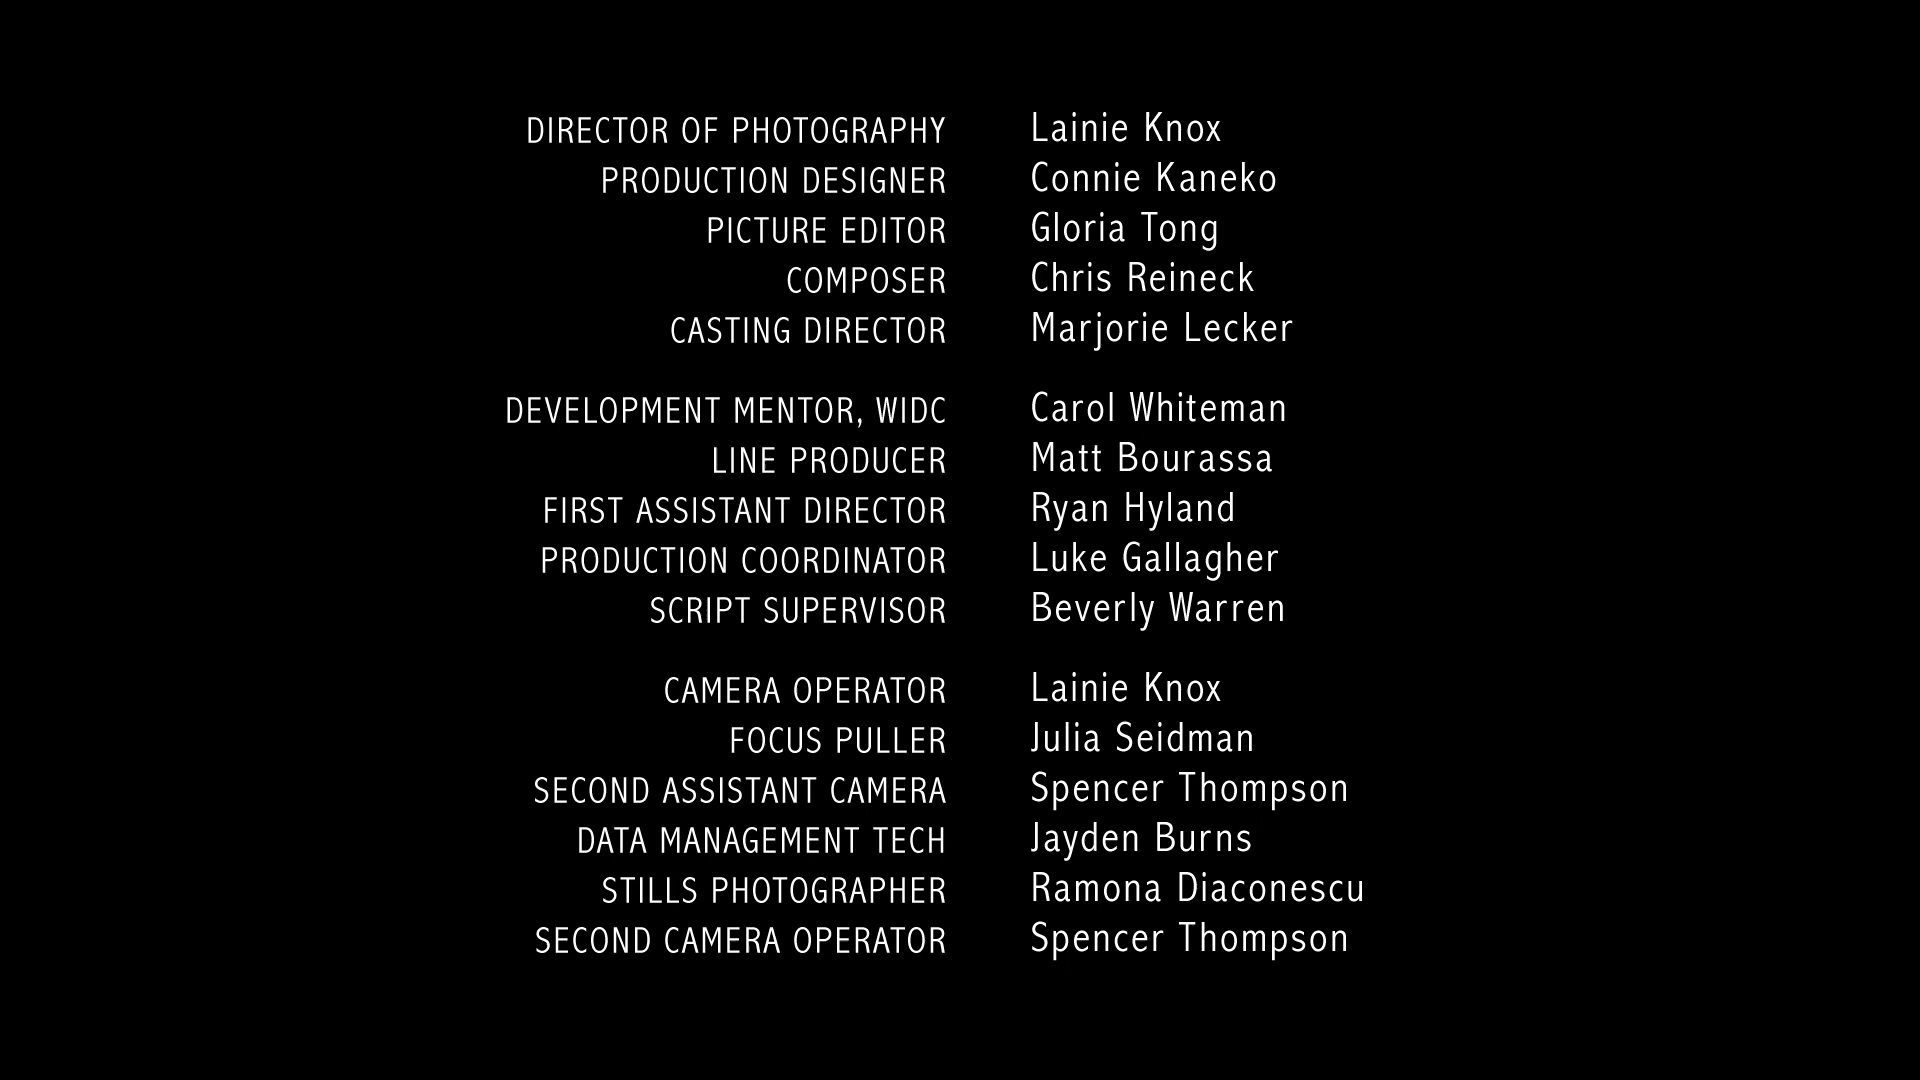 DIRECTOR OF PHOTOGRAPHY Lainie Knox
PRODUCTION DESIGNER Connie Kaneko
PICTURE EDITOR Gloria Tong
COMPOSER Chris Reineck
CASTING DIRECTOR Marjorie Lecker
DEVELOPMENT MENTOR, WIDC Carol Whiteman
LINE PRODUCER Matt Bourassa
FIRST ASSISTANT DIRECTOR Ryan Hyland
PRODUCTION COORDINATOR Luke Gallagher
SCRIPT SUPERVISOR Beverly Warren
CAMERA OPERATOR Lainie Knox
FOCUS PULLER Julia Seidman
SECOND ASSISTANT CAMERA Spencer Thompson
DATA MANAGEMENT TECH Jayden Burns
STILLS PHOTOGRAPHER Ramona Diaconescu
SECOND CAMERA OPERATOR Spencer Thompson